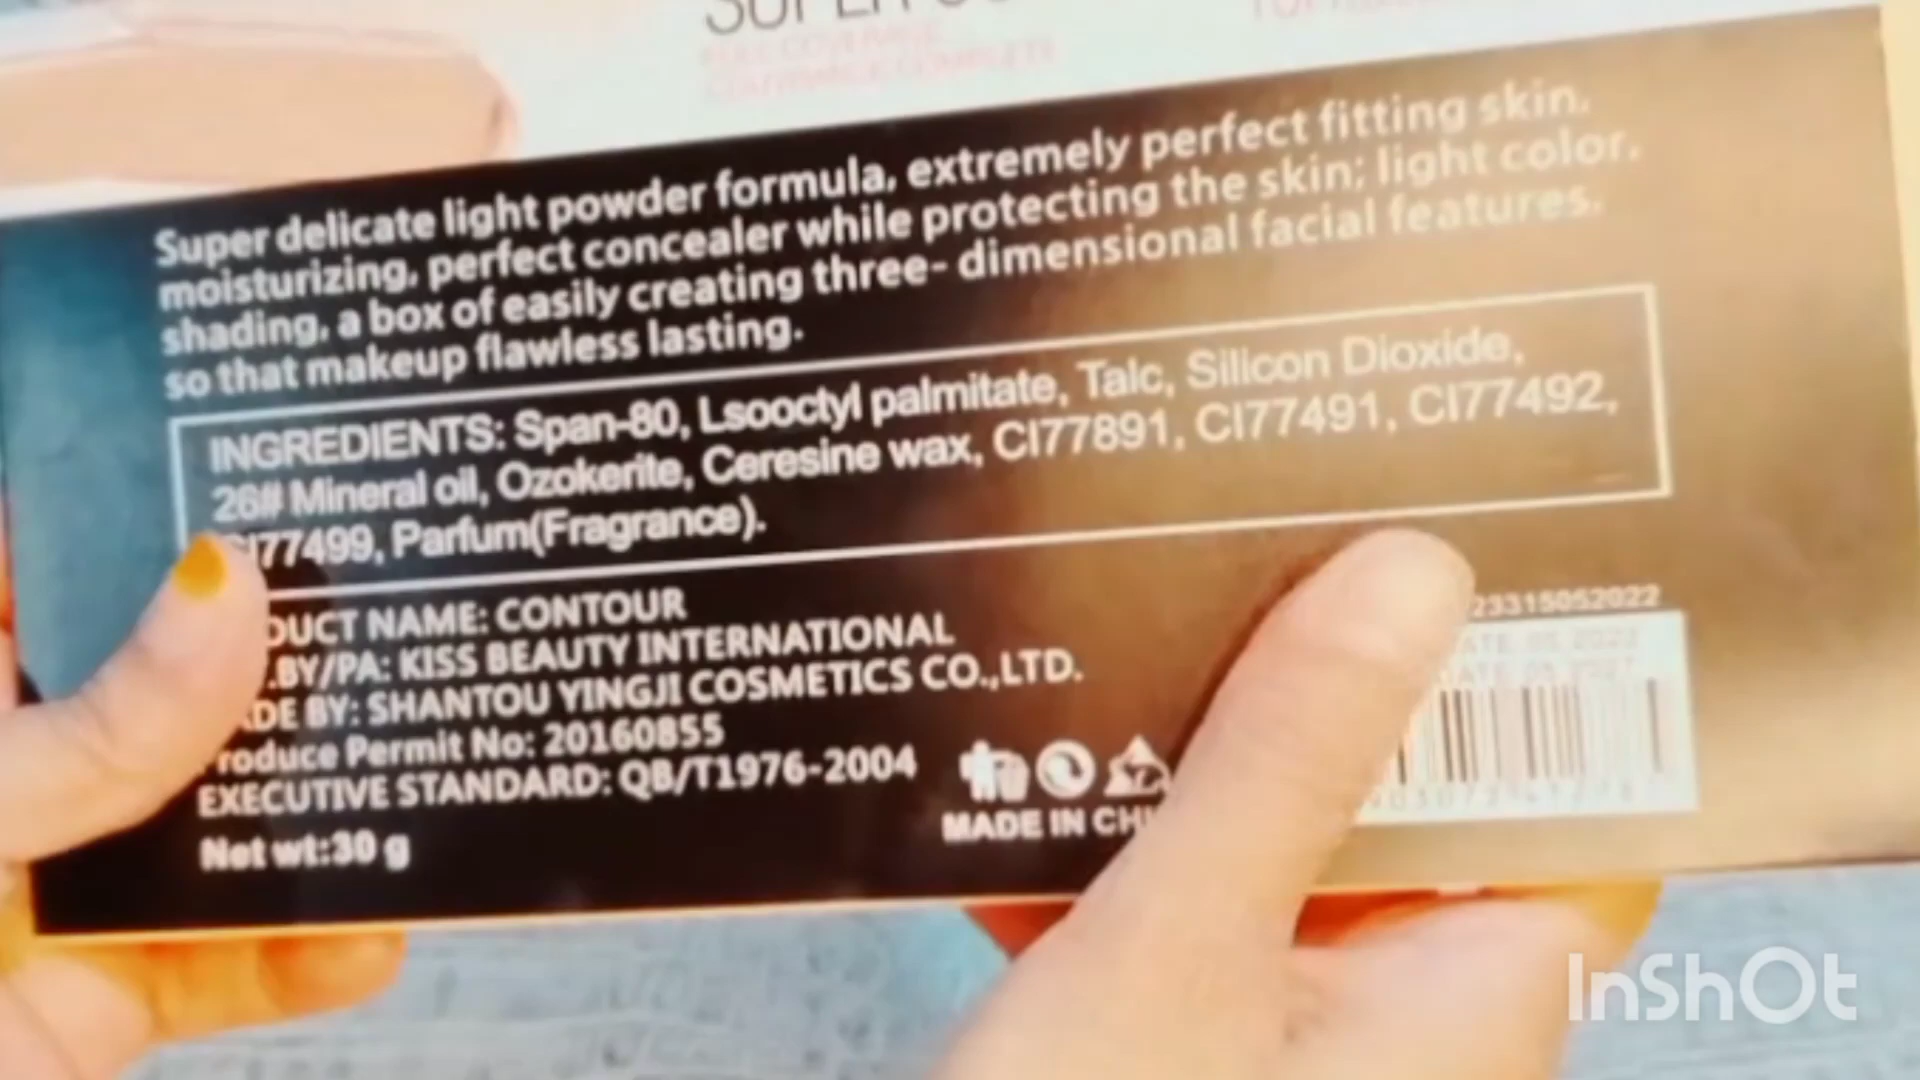 FULL COVERAGE
Super delicate light powder formula, extremely perfect fitting skin.
moisturizing, perfect concealer while protecting the skin; light color,
shading, a box of easily creating three- dimensional facial features.
so that makeup flawless lasting.
INGREDIENTS: Span-80, Lsooctyl palmitate, Talc, Silicon Dioxide,
26# Mineral oil, Ozokerite, Ceresine wax, CI77891, CI77491, CI77492,
CI77499, Parfum(Fragrance).
DUCT NAME: CONTOUR
.BY/PA: KISS BEAUTY INTERNATIONAL
DE BY: SHANTOU YINGJI COSMETICS CO.,LTD.
roduce Permit No: 20160855
EXECUTIVE STANDARD: QB/T1976-2004
Net wt:30 g
MADE IN CHI
23315052022
InShOt